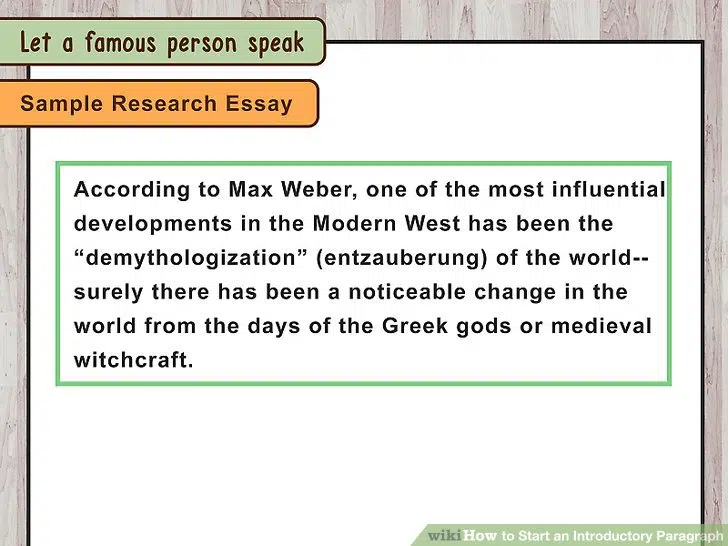 Let a famous person speak
Sample Research Essay
According to Max Weber, one of the most influential
developments in the Modern West has been the
“demythologization” (entzauberung) of the world--
surely there has been a noticeable change in the
world from the days of the Greek gods or medieval
witchcraft.
wikiHow to Start an Introductory Paragraph